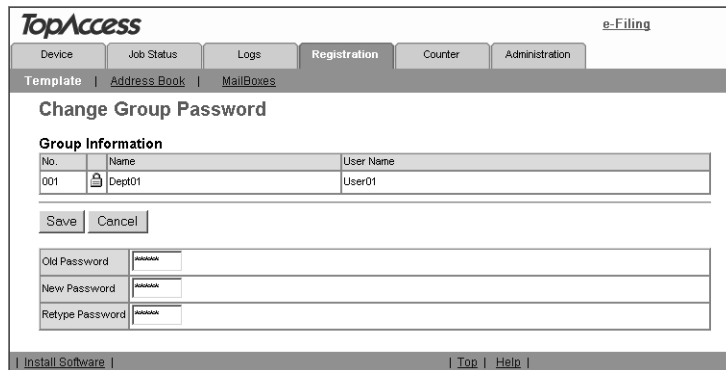 TopAccess e-Filing
Device Job Status Logs Registration Counter Administration
Template | Address Book | MailBoxes
Change Group Password
Group Information
No. Name User Name
001 Dept01 User01
Save Cancel
Old Password *****
New Password *****
Retype Password *****
| Install Software | | Top | Help |